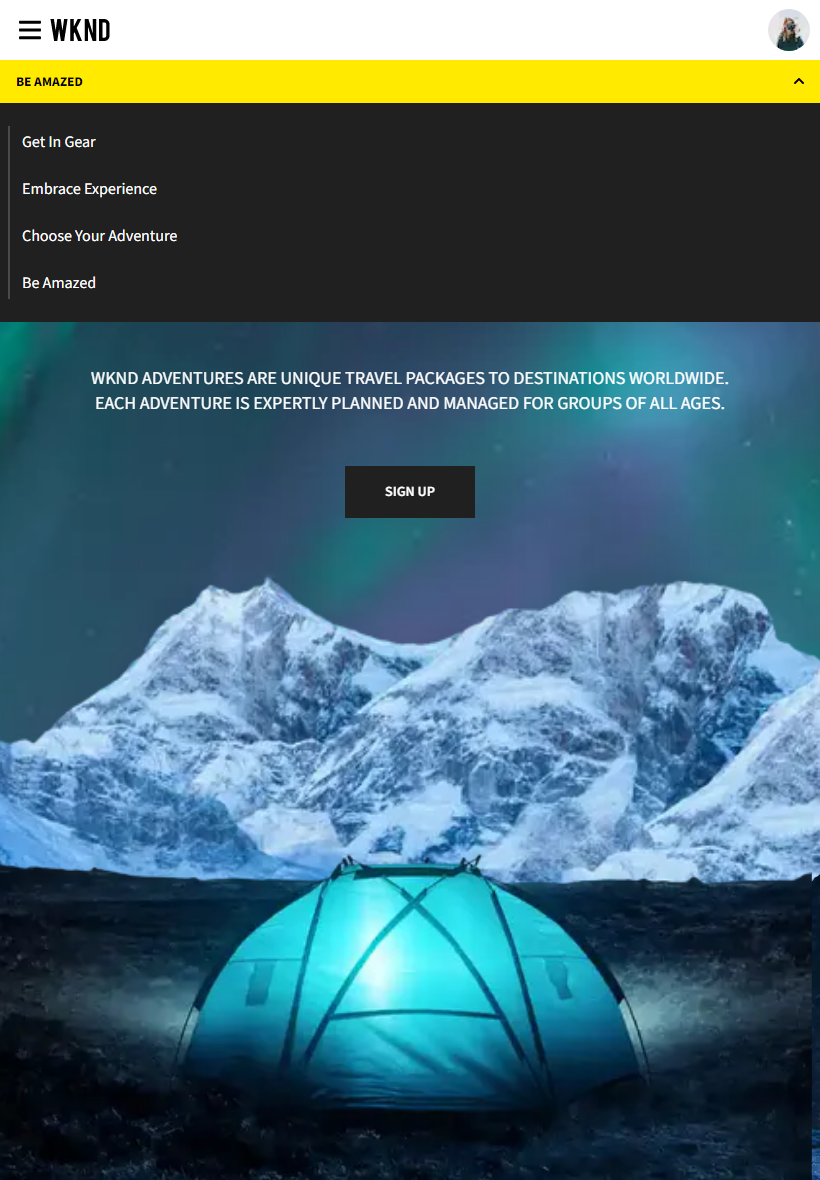 WKND
BE AMAZED
Get In Gear
Embrace Experience
Choose Your Adventure
Be Amazed
WKND ADVENTURES ARE UNIQUE TRAVEL PACKAGES TO DESTINATIONS WORLDWIDE.
EACH ADVENTURE IS EXPERTLY PLANNED AND MANAGED FOR GROUPS OF ALL AGES.
SIGN UP